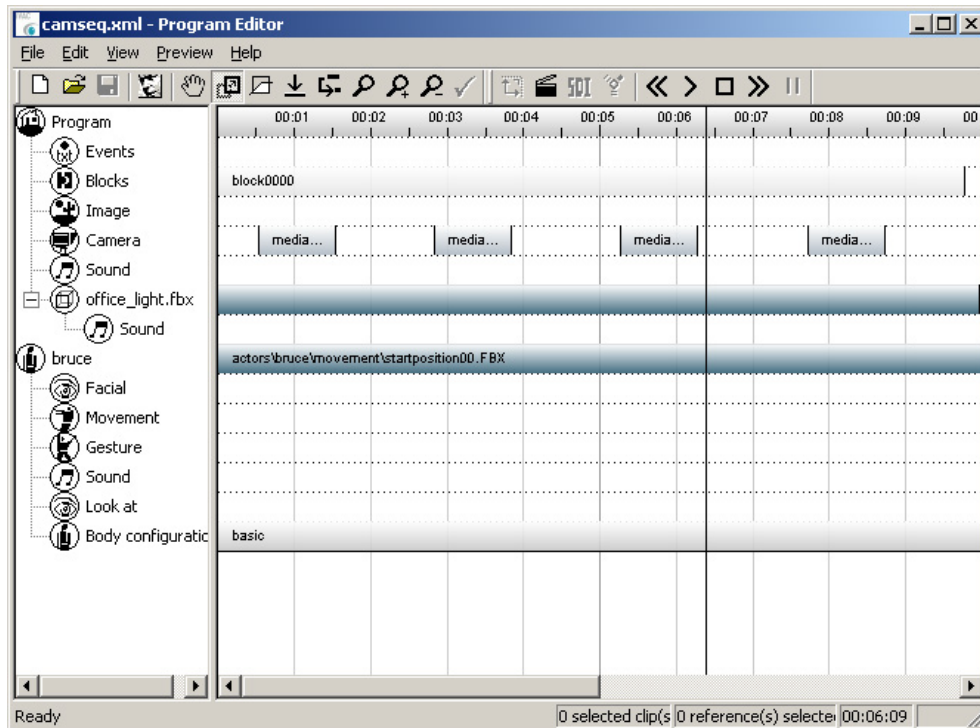 camseq.xml - Program Editor
File Edit View Preview Help
SDI
00:01 00:02 00:03 00:04 00:05 00:06 00:07 00:08 00:09 00
Program
txt Events
Blocks block0000
Image
Camera media... media... media... media...
Sound
office_light.fbx
Sound
bruce actors\bruce\movement\startposition00.FBX
Facial
Movement
Gesture
Sound
Look at
Body configuratic basic
Ready 0 selected clip(s 0 reference(s) selecte 00:06:09